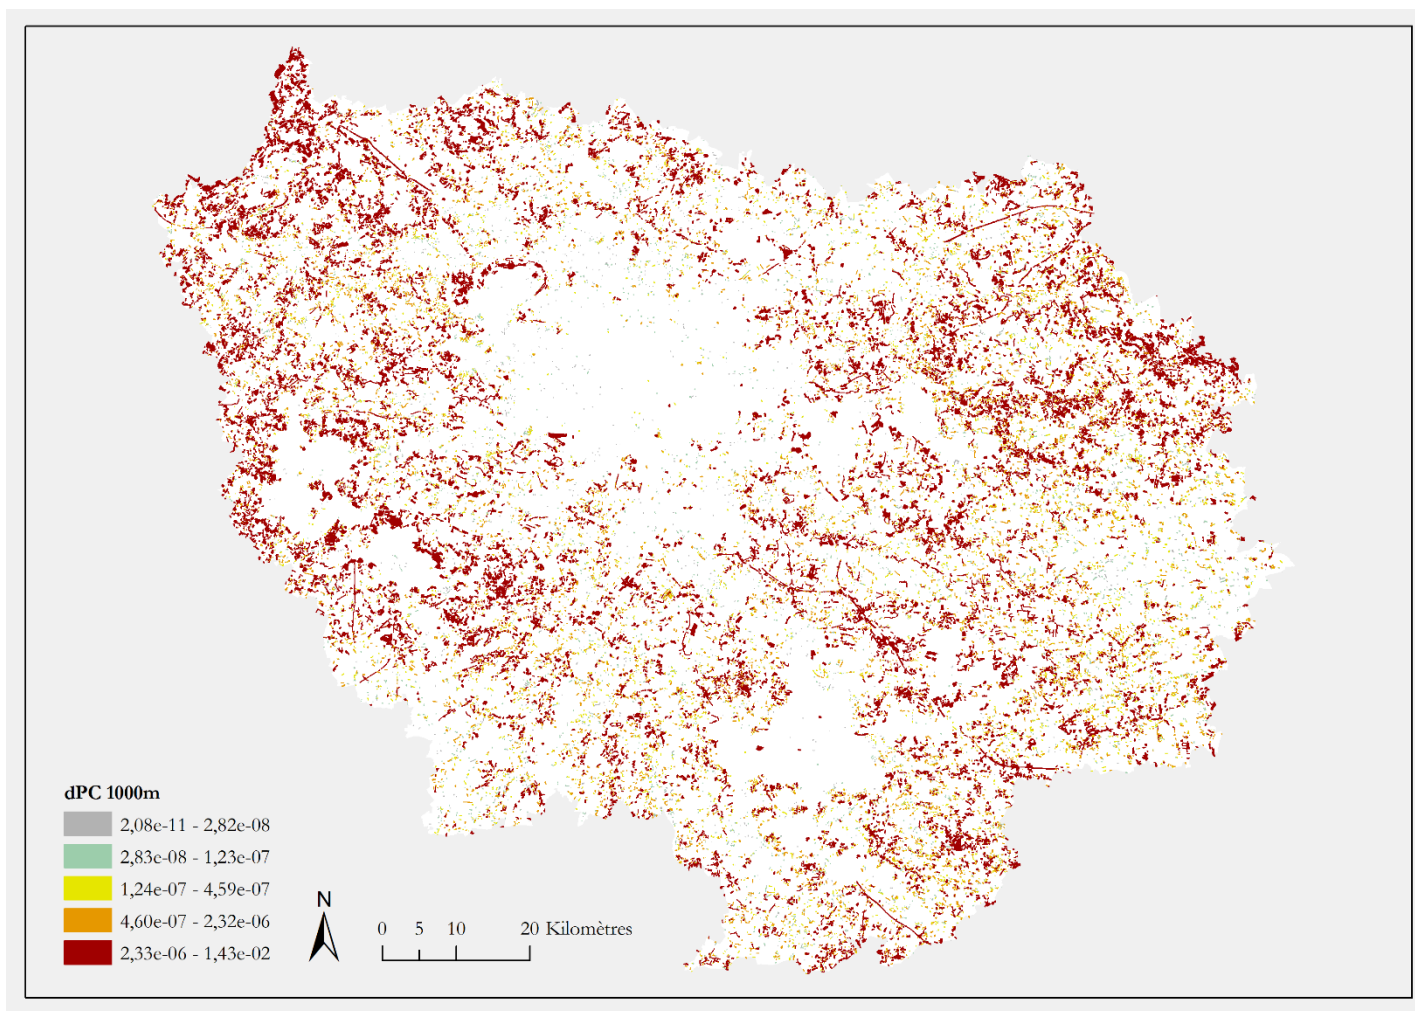 dPC 1000m
2,08e-11 - 2,82e-08
2,83e-08 - 1,23e-07
1,24e-07 - 4,59e-07
4,60e-07 - 2,32e-06
2,33e-06 - 1,43e-02
N
0 5 10 20 Kilomètres